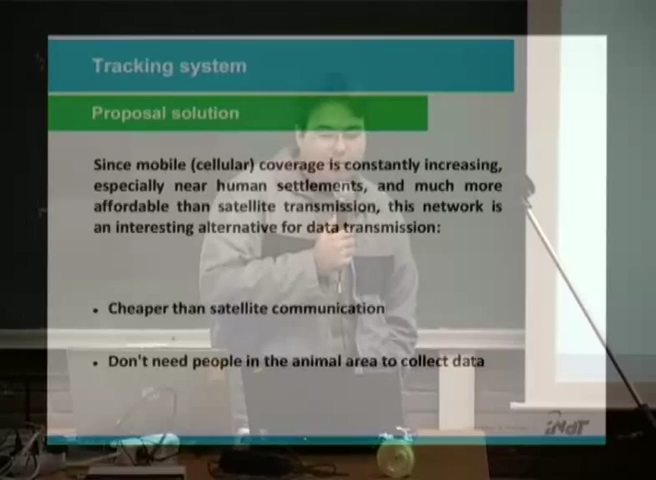 Tracking system
Proposal solution
Since mobile (cellular) coverage is constantly increasing,
especially near human settlements, and much more
affordable than satellite transmission, this network is
an interesting alternative for data transmission:
• Cheaper than satellite communication
• Don't need people in the animal area to collect data
iNdT